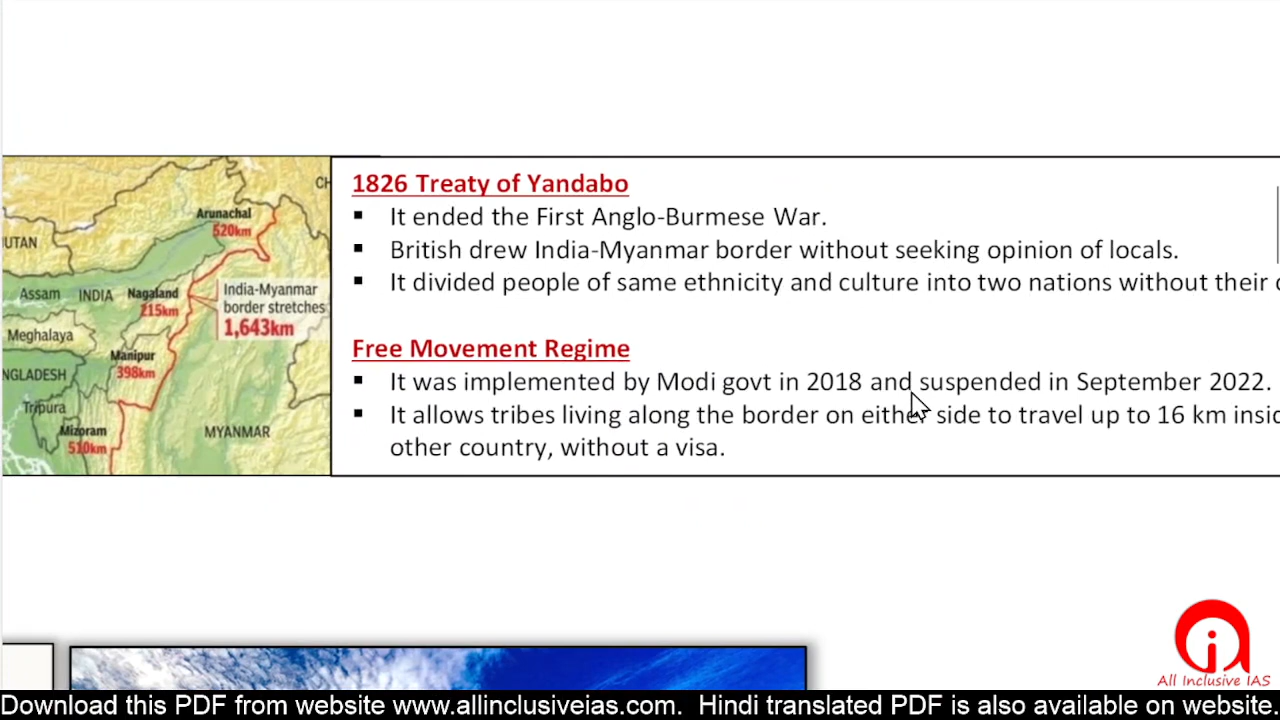 CH
Arunachal
520km
UTAN
Assam
INDIA
Nagaland
215km
India-Myanmar
border stretches
1,643km
Meghalaya
Manipur
398km
NGLADESH
Tripura
Mizoram
510km
MYANMAR
1826 Treaty of Yandabo
▪ It ended the First Anglo-Burmese War.
▪ British drew India-Myanmar border without seeking opinion of locals.
▪ It divided people of same ethnicity and culture into two nations without their
Free Movement Regime
▪ It was implemented by Modi govt in 2018 and suspended in September 2022.
▪ It allows tribes living along the border on either side to travel up to 16 km
other country, without a visa.
All Inclusive IAS
Download this PDF from website www.allinclusiveias.com. Hindi translated PDF is also available on website.